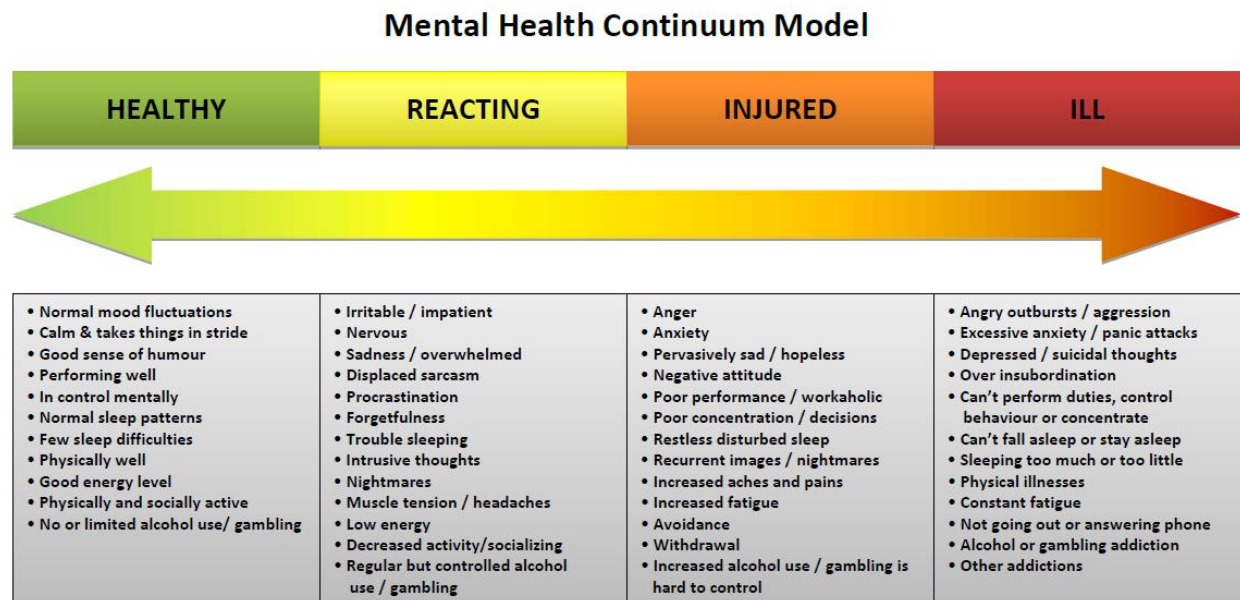 Mental Health Continuum Model
HEALTHY
REACTING
INJURED
ILL
• Normal mood fluctuations
• Calm & takes things in stride
• Good sense of humour
• Performing well
• In control mentally
• Normal sleep patterns
• Few sleep difficulties
• Physically well
• Good energy level
• Physically and socially active
• No or limited alcohol use/ gambling
• Irritable / impatient
• Nervous
• Sadness / overwhelmed
• Displaced sarcasm
• Procrastination
• Forgetfulness
• Trouble sleeping
• Intrusive thoughts
• Nightmares
• Muscle tension / headaches
• Low energy
• Decreased activity/socializing
• Regular but controlled alcohol
use / gambling
• Anger
• Anxiety
• Pervasively sad / hopeless
• Negative attitude
• Poor performance / workaholic
• Poor concentration / decisions
• Restless disturbed sleep
• Recurrent images / nightmares
• Increased aches and pains
• Increased fatigue
• Avoidance
• Withdrawal
• Increased alcohol use / gambling is
hard to control
• Angry outbursts / aggression
• Excessive anxiety / panic attacks
• Depressed / suicidal thoughts
• Over insubordination
• Can’t perform duties, control
behaviour or concentrate
• Can’t fall asleep or stay asleep
• Sleeping too much or too little
• Physical illnesses
• Constant fatigue
• Not going out or answering phone
• Alcohol or gambling addiction
• Other addictions